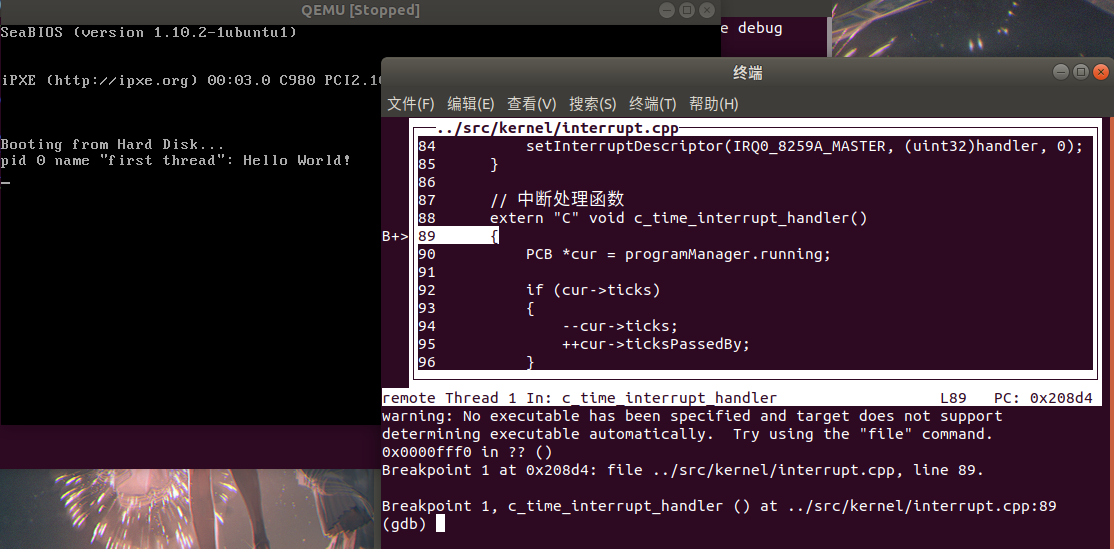 QEMU [Stopped]
SeaBIOS (version 1.10.2-1ubuntu1)
e debug
iPXE (http://ipxe.org) 00:03.0 C980 PCI2.10
Booting from Hard Disk...
pid 0 name "first thread": Hello World!
_
终端
文件(F) 编辑(E) 查看(V) 搜索(S) 终端(T) 帮助(H)
../src/kernel/interrupt.cpp
84 setInterruptDescriptor(IRQ0_8259A_MASTER, (uint32)handler, 0);
85 }
86
87 // 中断处理函数
88 extern "C" void c_time_interrupt_handler()
B+> 89 {
90 PCB *cur = programManager.running;
91
92 if (cur->ticks)
93 {
94 --cur->ticks;
95 ++cur->ticksPassedBy;
96 }
remote Thread 1 In: c_time_interrupt_handler L89 PC: 0x208d4
warning: No executable has been specified and target does not support
determining executable automatically. Try using the "file" command.
0x0000fff0 in ?? ()
Breakpoint 1 at 0x208d4: file ../src/kernel/interrupt.cpp, line 89.
Breakpoint 1, c_time_interrupt_handler () at ../src/kernel/interrupt.cpp:89
(gdb)